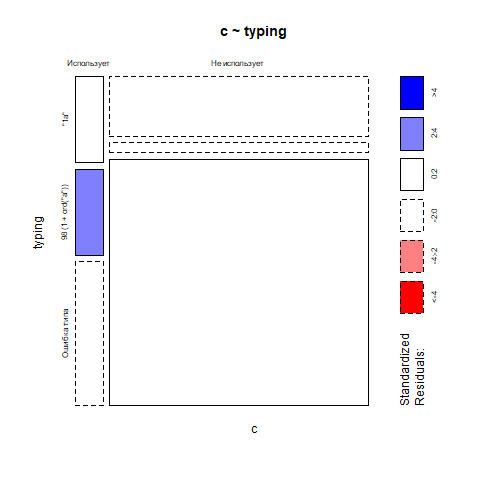 c ~ typing
Использует
Не использует
"1a"
98 (1 + ord("a"))
Ошибка типа
typing
c
Standardized
Residuals:
<-4
-4:-2
-2:0
0:2
2:4
>4